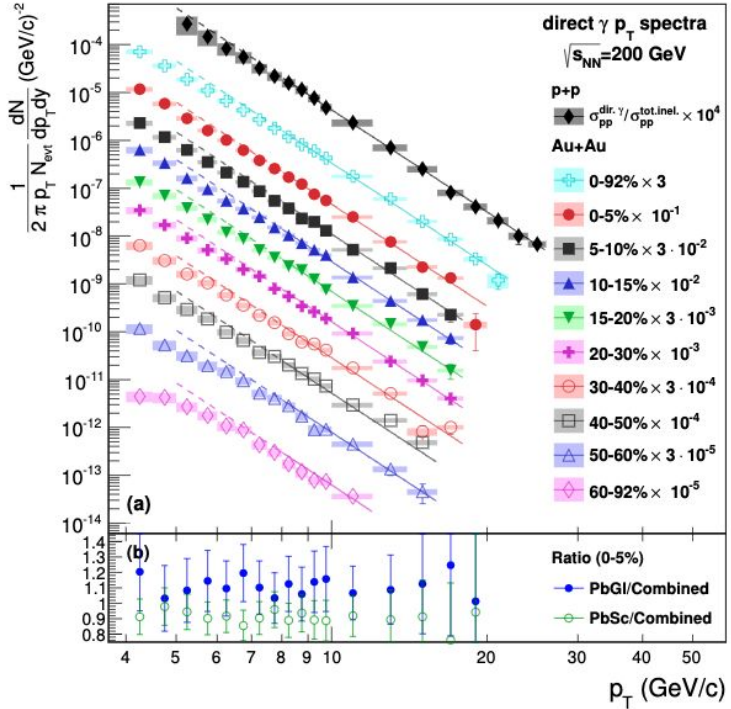 direct γ p_T spectra
√s_NN=200 GeV
p+p
σ_pp^dir. γ/σ_pp^tot.inel. × 10^4
Au+Au
0-92% × 3
0-5% × 10^-1
5-10% × 3 · 10^-2
10-15% × 10^-2
15-20% × 3 · 10^-3
20-30% × 10^-3
30-40% × 3 · 10^-4
40-50% × 10^-4
50-60% × 3 · 10^-5
60-92% × 10^-5
1/(2 π p_T N_evt) dN/(dp_T dy) (GeV/c)^-2
10^-4
10^-5
10^-6
10^-7
10^-8
10^-9
10^-10
10^-11
10^-12
10^-13
10^-14
(a)
(b)
1.4
1.3
1.2
1.1
1
0.9
0.8
Ratio (0-5%)
PbGl/Combined
PbSc/Combined
4 5 6 7 8 9 10 20 30 40 50
p_T (GeV/c)